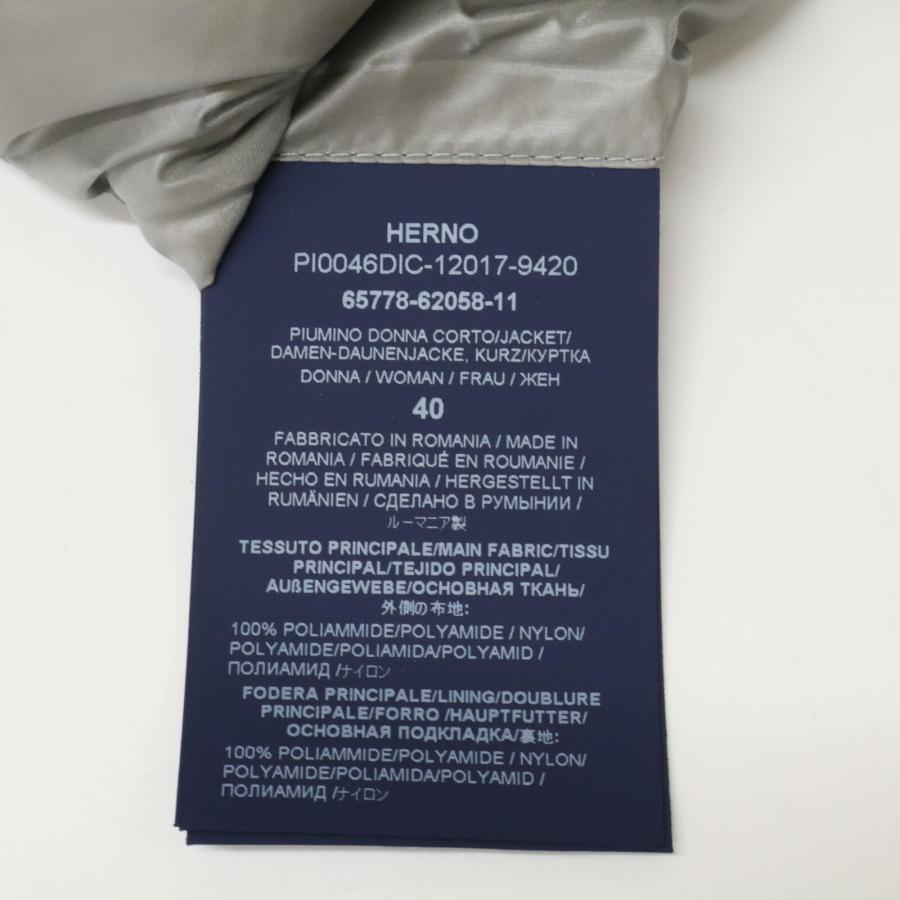 HERNO
PI0046DIC-12017-9420
65778-62058-11
PIUMINO DONNA CORTO/JACKET/
DAMEN-DAUNENJACKE, KURZ/КУРТКА
DONNA / WOMAN / FRAU / ЖЕН
40
FABBRICATO IN ROMANIA / MADE IN
ROMANIA / FABRIQUÉ EN ROUMANIE /
HECHO EN RUMANIA / HERGESTELLT IN
RUMÄNIEN / СДЕЛАНО В РУМЫНИИ /
ルーマニア製
TESSUTO PRINCIPALE/MAIN FABRIC/TISSU
PRINCIPAL/TEJIDO PRINCIPAL/
AUßENGEWEBE/ОСНОВНАЯ ТКАНЬ/
外側の布地:
100% POLIAMMIDE/POLYAMIDE / NYLON/
POLYAMIDE/POLIAMIDA/POLYAMID /
ПОЛИАМИД /ナイロン
FODERA PRINCIPALE/LINING/DOUBLURE
PRINCIPALE/FORRO /HAUPTFUTTER/
ОСНОВНАЯ ПОДКЛАДКА/裏地:
100% POLIAMMIDE/POLYAMIDE / NYLON/
POLYAMIDE/POLIAMIDA/POLYAMID /
ПОЛИАМИД /ナイロン